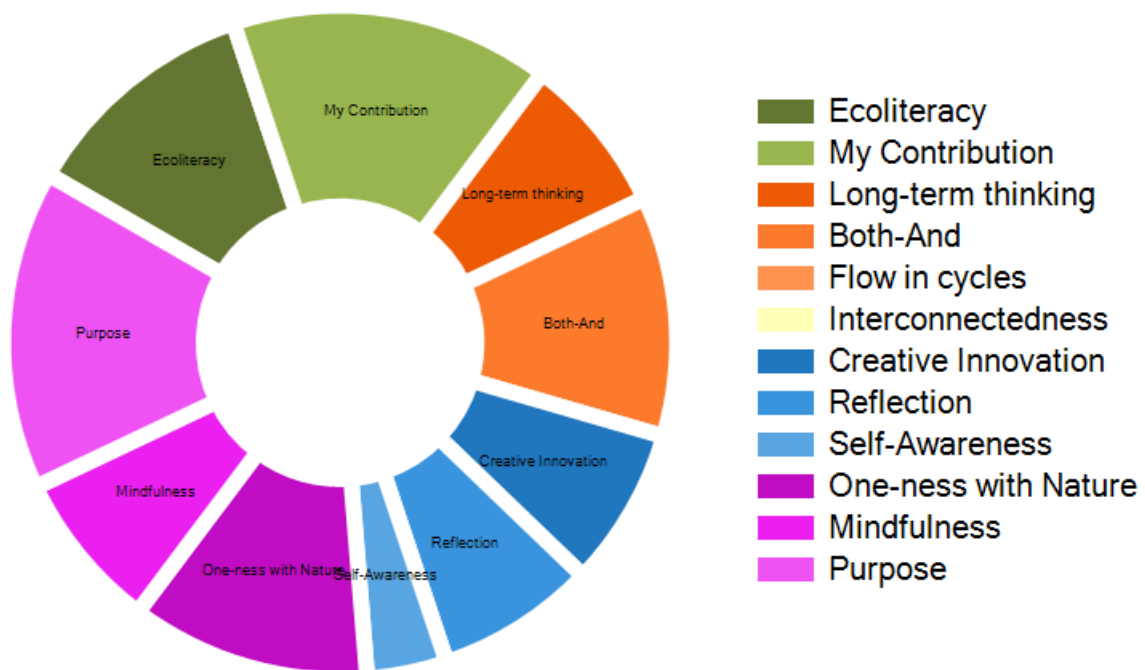 My Contribution
Ecoliteracy
Long-term thinking
Both-And
Purpose
Creative Innovation
Mindfulness
Reflection
One-ness with Nature
Self-Awareness
Ecoliteracy
My Contribution
Long-term thinking
Both-And
Flow in cycles
Interconnectedness
Creative Innovation
Reflection
Self-Awareness
One-ness with Nature
Mindfulness
Purpose